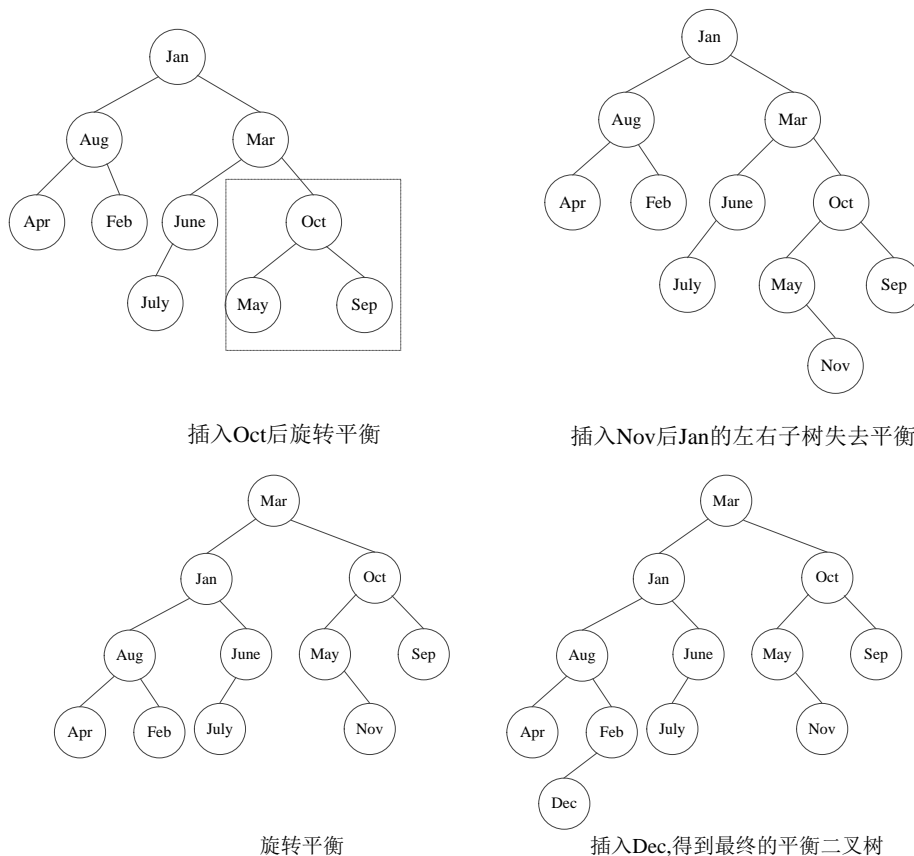 Jan
Aug
Mar
Apr
Feb
June
Oct
July
May
Sep
插入Oct后旋转平衡
Jan
Aug
Mar
Apr
Feb
June
Oct
July
May
Sep
Nov
插入Nov后Jan的左右子树失去平衡
Mar
Jan
Oct
Aug
June
May
Sep
Apr
Feb
July
Nov
旋转平衡
Mar
Jan
Oct
Aug
June
May
Sep
Apr
Feb
July
Nov
Dec
插入Dec,得到最终的平衡二叉树